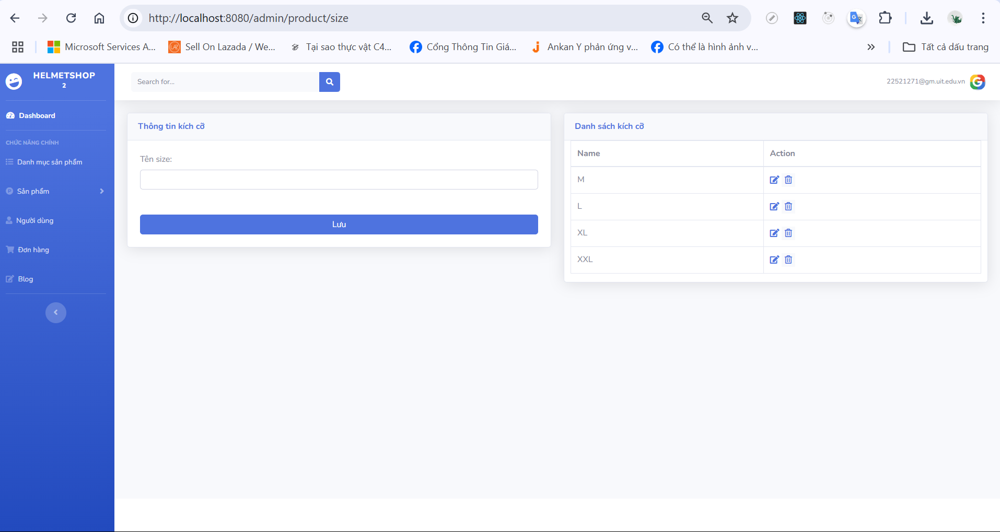 http://localhost:8080/admin/product/size
Microsoft Services A...
Sell On Lazada / We...
Tại sao thực vật C4...
Cổng Thông Tin Giá...
Ankan Y phản ứng v...
Có thể là hình ảnh v...
Tất cả dấu trang
HELMETSHOP
2
Search for...
22521271@gm.uit.edu.vn
Dashboard
CHỨC NĂNG CHÍNH
Danh mục sản phẩm
Sản phẩm
Người dùng
Đơn hàng
Blog
Thông tin kích cỡ
Tên size:
Lưu
Danh sách kích cỡ
Name Action
M
L
XL
XXL